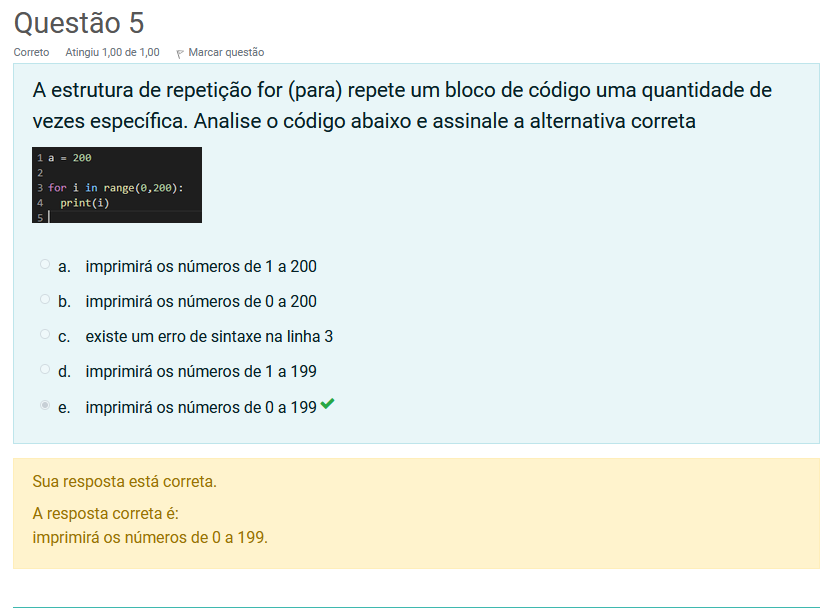 Questão 5
Correto Atingiu 1,00 de 1,00 Marcar questão
A estrutura de repetição for (para) repete um bloco de código uma quantidade de
vezes específica. Analise o código abaixo e assinale a alternativa correta
1 a = 200
2
3 for i in range(0,200):
4   print(i)
5
a. imprimirá os números de 1 a 200
b. imprimirá os números de 0 a 200
c. existe um erro de sintaxe na linha 3
d. imprimirá os números de 1 a 199
e. imprimirá os números de 0 a 199
Sua resposta está correta.
A resposta correta é:
imprimirá os números de 0 a 199.